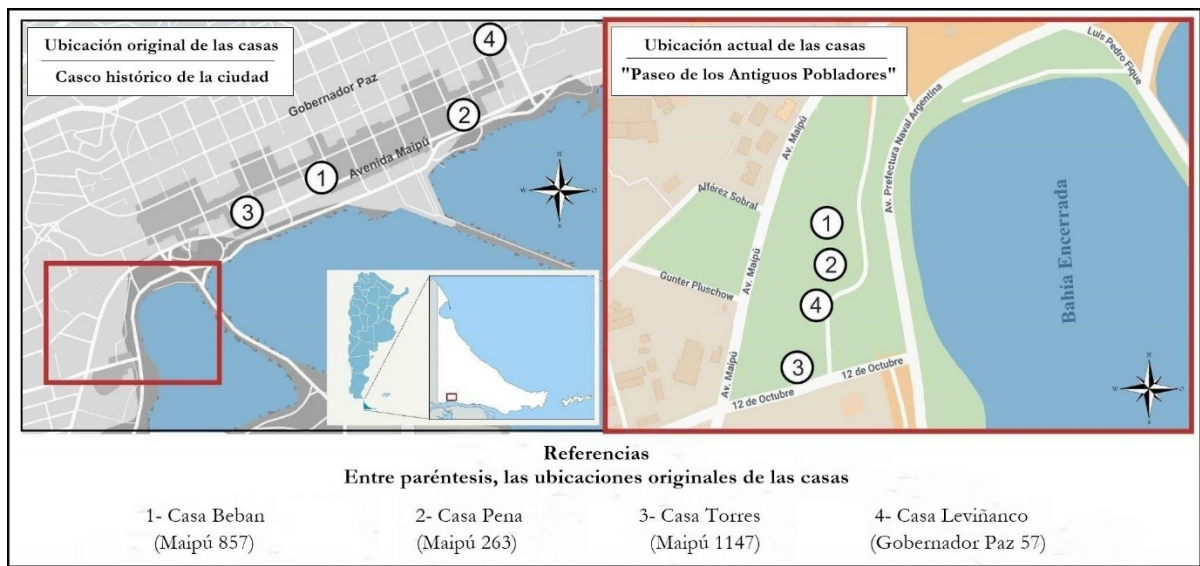 Ubicación original de las casas
Casco histórico de la ciudad
4
Gobernador Paz
2
Avenida Maipú
1
3
N
W
S
Ubicación actual de las casas
"Paseo de los Antiguos Pobladores"
Luis Pedro Fique
Av. Prefectura Naval Argentina
Av. Maipú
Alférez Sobral
1
Av. Maipú
2
Gunter Pluschow
4
Bahía Encerrada
3
Av. Maipú
12 de Octubre
12 de Octubre
N
W
S
Referencias
Entre paréntesis, las ubicaciones originales de las casas
1- Casa Beban
(Maipú 857)
2- Casa Pena
(Maipú 263)
3- Casa Torres
(Maipú 1147)
4- Casa Leviñanco
(Gobernador Paz 57)